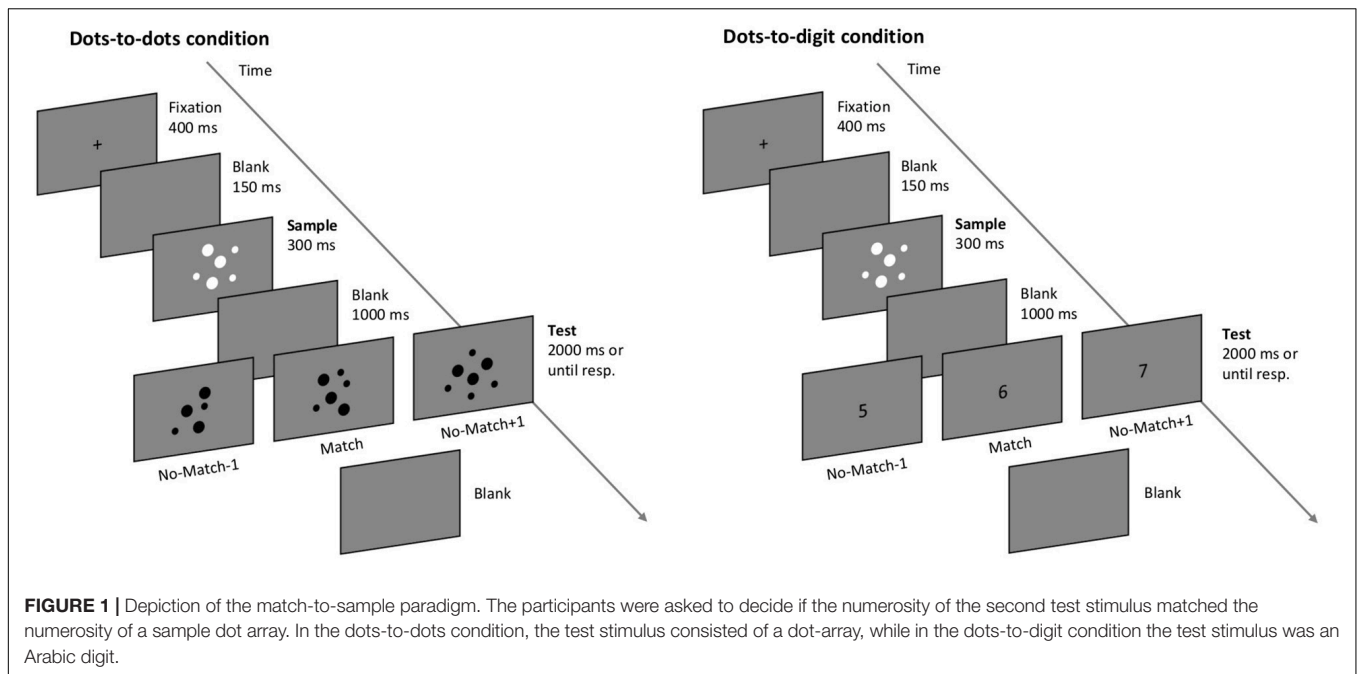 Dots-to-dots condition
Time
Fixation
400 ms
+
Blank
150 ms
Sample
300 ms
Blank
1000 ms
Test
2000 ms or
until resp.
No-Match-1
Match
No-Match+1
Blank
Dots-to-digit condition
Time
Fixation
400 ms
+
Blank
150 ms
Sample
300 ms
Blank
1000 ms
Test
2000 ms or
until resp.
5
6
7
No-Match-1
Match
No-Match+1
Blank
FIGURE 1 | Depiction of the match-to-sample paradigm. The participants were asked to decide if the numerosity of the second test stimulus matched the
numerosity of a sample dot array. In the dots-to-dots condition, the test stimulus consisted of a dot-array, while in the dots-to-digit condition the test stimulus was an
Arabic digit.